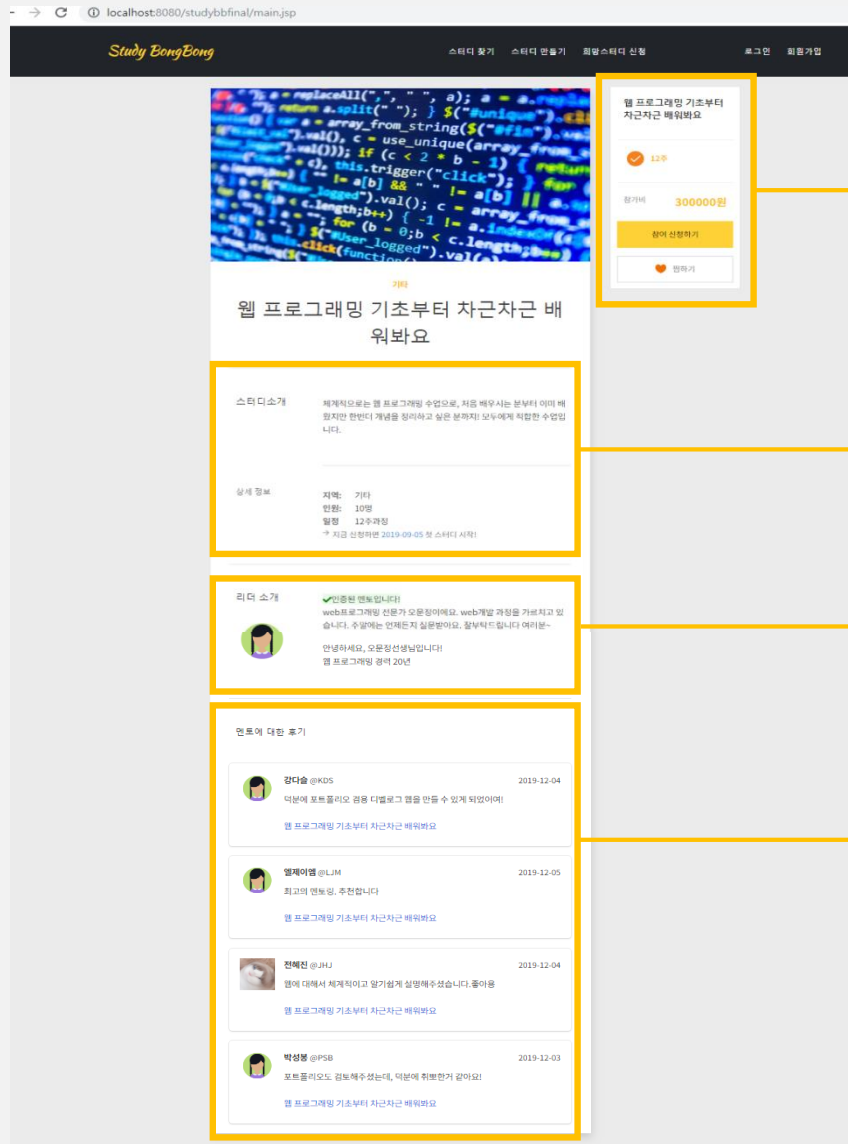 localhost:8080/studybbfinal/main.jsp
Study BongBong
스터디 찾기 스터디 만들기 희망스터디 신청 로그인 회원가입
웹 프로그래밍 기초부터
차근차근 배워봐요
12주
참가비 300000원
참여 신청하기
찜하기
기타
웹 프로그래밍 기초부터 차근차근 배
워봐요
스터디소개
체계적으로는 웹 프로그래밍 수업으로, 처음 배우시는 분부터 이미 배
웠지만 한번더 개념을 정리하고 싶은 분까지! 모두에게 적합한 수업입
니다.
상세 정보
지역: 기타
인원: 10명
일정 12주과정
→ 지금 신청하면 2019-09-05 첫 스터디 시작!
리더 소개
인증된 멘토입니다!
web프로그래밍 전문가 오문정이에요. web개발 과정을 가르치고 있
습니다. 주말에는 언제든지 실문받아요. 잘부탁드립니다 여러분~
안녕하세요, 오문정선생님입니다!
웹 프로그래밍 경력 20년
멘토에 대한 후기
강다슬 @KDS 2019-12-04
덕분에 포트폴리오 겸용 디벨로그 웹을 만들 수 있게 되었이여!
웹 프로그래밍 기초부터 차근차근 배워봐요
엘제이엠 @LJM 2019-12-05
최고의 멘토링. 추천합니다
웹 프로그래밍 기초부터 차근차근 배워봐요
전혜진 @JHJ 2019-12-04
웹에 대해서 체계적이고 알기쉽게 설명해주셨습니다.좋아용
웹 프로그래밍 기초부터 차근차근 배워봐요
박성봉 @PSB 2019-12-03
포트폴리오도 검토해주셨는데, 덕분에 취뽀한거 같아요!
웹 프로그래밍 기초부터 차근차근 배워봐요